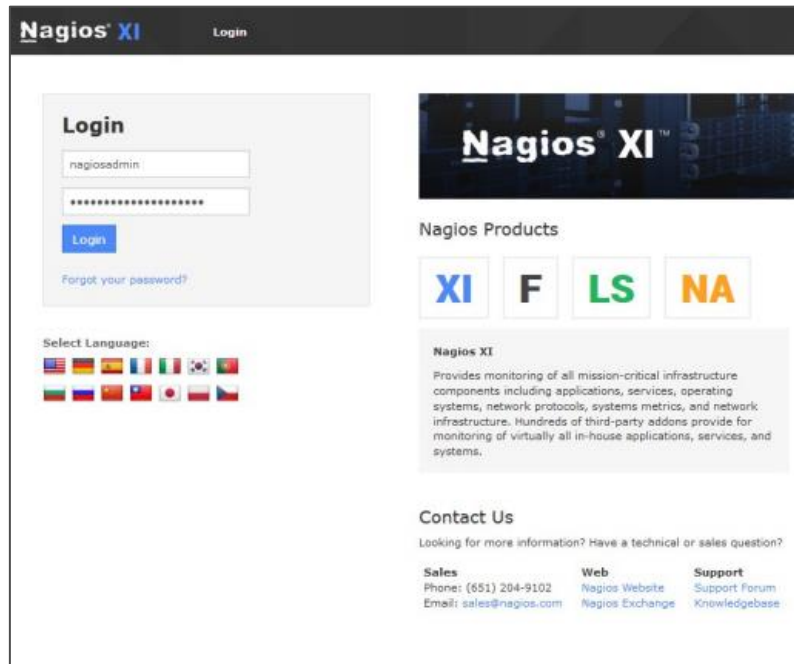 Nagios® XI
Login
Login
nagiosadmin
••••••••••••••••••••
Login
Forgot your password?
Select Language:
Nagios® XI™
Nagios Products
XI
F
LS
NA
Nagios XI
Provides monitoring of all mission-critical infrastructure
components including applications, services, operating
systems, network protocols, systems metrics, and network
infrastructure. Hundreds of third-party addons provide for
monitoring of virtually all in-house applications, services, and
systems.
Contact Us
Looking for more information? Have a technical or sales question?
Sales
Phone: (651) 204-9102
Email: sales@nagios.com
Web
Nagios Website
Nagios Exchange
Support
Support Forum
Knowledgebase